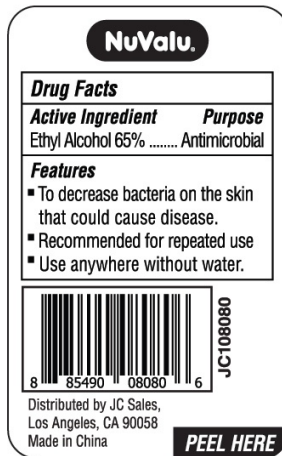 NuValu®
Drug Facts
Active Ingredient Purpose
Ethyl Alcohol 65% ........ Antimicrobial
Features
▪ To decrease bacteria on the skin
that could cause disease.
▪ Recommended for repeated use
▪ Use anywhere without water.
8 85490 08080 6
JC108080
Distributed by JC Sales,
Los Angeles, CA 90058
Made in China
PEEL HERE